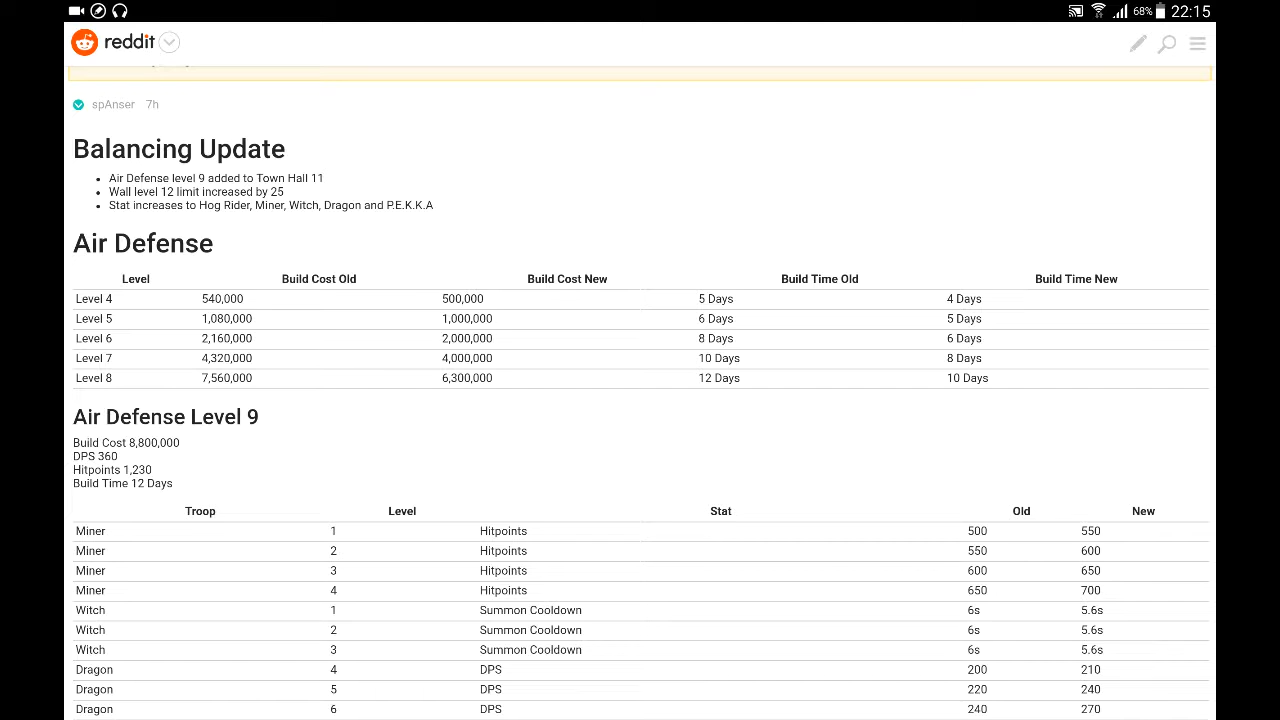 68% 22:15
reddit
spAnser 7h
Balancing Update
• Air Defense level 9 added to Town Hall 11
• Wall level 12 limit increased by 25
• Stat increases to Hog Rider, Miner, Witch, Dragon and P.E.K.K.A
Air Defense
Level Build Cost Old Build Cost New Build Time Old Build Time New
Level 4 540,000 500,000 5 Days 4 Days
Level 5 1,080,000 1,000,000 6 Days 5 Days
Level 6 2,160,000 2,000,000 8 Days 6 Days
Level 7 4,320,000 4,000,000 10 Days 8 Days
Level 8 7,560,000 6,300,000 12 Days 10 Days
Air Defense Level 9
Build Cost 8,800,000
DPS 360
Hitpoints 1,230
Build Time 12 Days
Troop Level Stat Old New
Miner 1 Hitpoints 500 550
Miner 2 Hitpoints 550 600
Miner 3 Hitpoints 600 650
Miner 4 Hitpoints 650 700
Witch 1 Summon Cooldown 6s 5.6s
Witch 2 Summon Cooldown 6s 5.6s
Witch 3 Summon Cooldown 6s 5.6s
Dragon 4 DPS 200 210
Dragon 5 DPS 220 240
Dragon 6 DPS 240 270